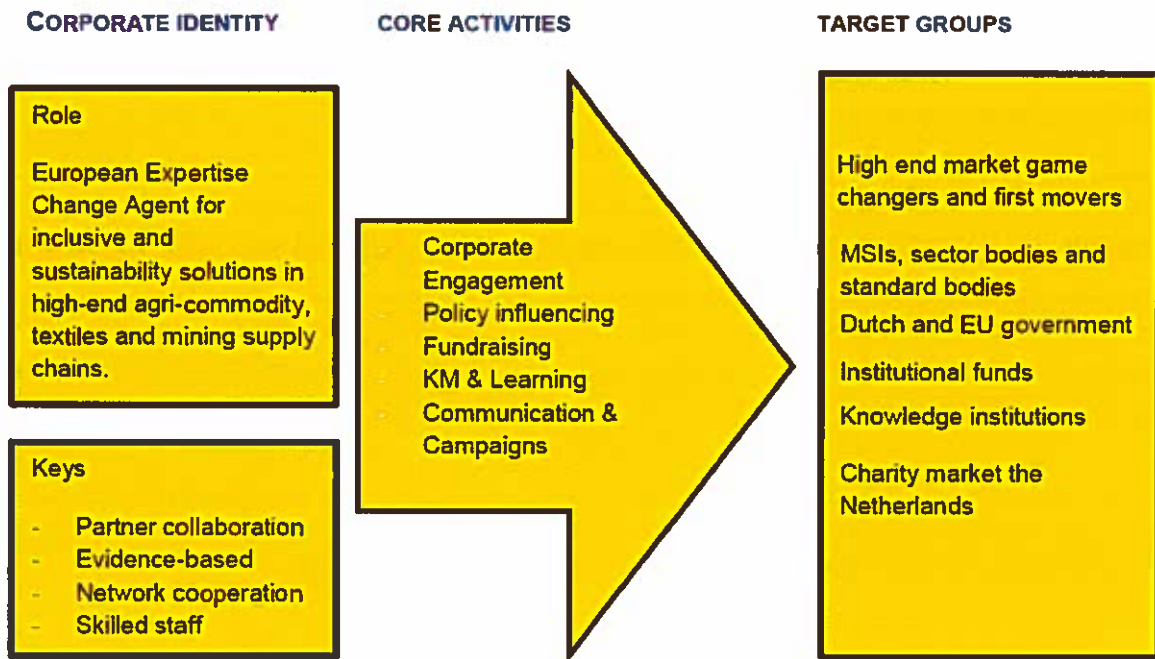 CORPORATE IDENTITY
Role
European Expertise
Change Agent for
inclusive and
sustainability solutions in
high-end agri-commodity,
textiles and mining supply
chains.
Keys
- Partner collaboration
- Evidence-based
- Network cooperation
- Skilled staff
CORE ACTIVITIES
- Corporate
Engagement
- Policy influencing
- Fundraising
- KM & Learning
- Communication &
Campaigns
TARGET GROUPS
High end market game
changers and first movers
MSIs, sector bodies and
standard bodies
Dutch and EU government
Institutional funds
Knowledge institutions
Charity market the
Netherlands